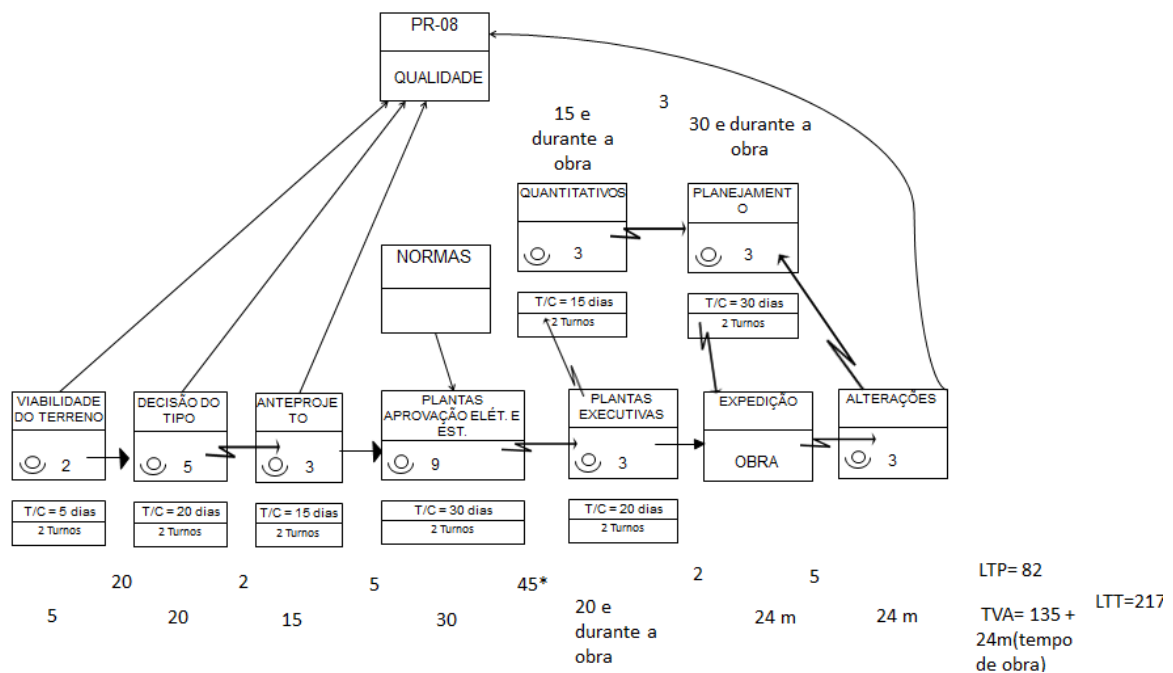 PR-08
QUALIDADE
15 e
durante a
obra
3
30 e durante a
obra
QUANTITATIVOS
3
PLANEJAMENT
O
3
NORMAS
T/C = 15 dias
2 Turnos
T/C = 30 dias
2 Turnos
VIABILIDADE
DO TERRENO
2
DECISÃO DO
TIPO
5
ANTEPROJE
TO
3
PLANTAS
APROVAÇÃO ELÉT. E
EST.
9
PLANTAS
EXECUTIVAS
3
EXPEDIÇÃO
OBRA
ALTERAÇÕES
3
T/C = 5 dias
2 Turnos
T/C = 20 dias
2 Turnos
T/C = 15 dias
2 Turnos
T/C = 30 dias
2 Turnos
T/C = 20 dias
2 Turnos
20 2 5 45* 2 5 LTP= 82
LTT=217
5 20 15 30
20 e
durante a
obra
24 m 24 m
TVA= 135 +
24m(tempo
de obra)